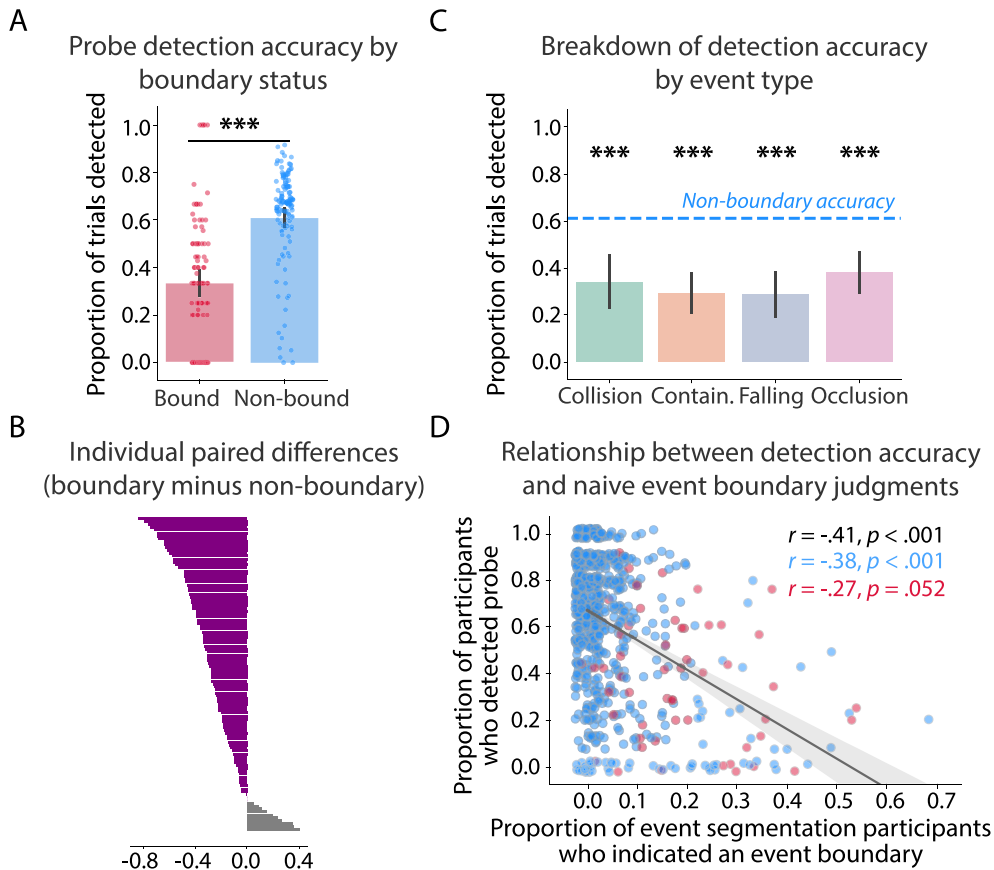 A
Probe detection accuracy by
boundary status
Proportion of trials detected
1.0
0.8
0.6
0.4
0.2
0.0
***
Bound
Non-bound
C
Breakdown of detection accuracy
by event type
Proportion of trials detected
1.0
0.8
0.6
0.4
0.2
0.0
*** *** *** ***
Non-boundary accuracy
Collision Contain. Falling Occlusion
B
Individual paired differences
(boundary minus non-boundary)
-0.8 -0.4 0.0 0.4
D
Relationship between detection accuracy
and naive event boundary judgments
Proportion of participants
who detected probe
1.0
0.8
0.6
0.4
0.2
0.0
r = -.41, p < .001
r = -.38, p < .001
r = -.27, p = .052
0.0 0.1 0.2 0.3 0.4 0.5 0.6 0.7
Proportion of event segmentation participants
who indicated an event boundary